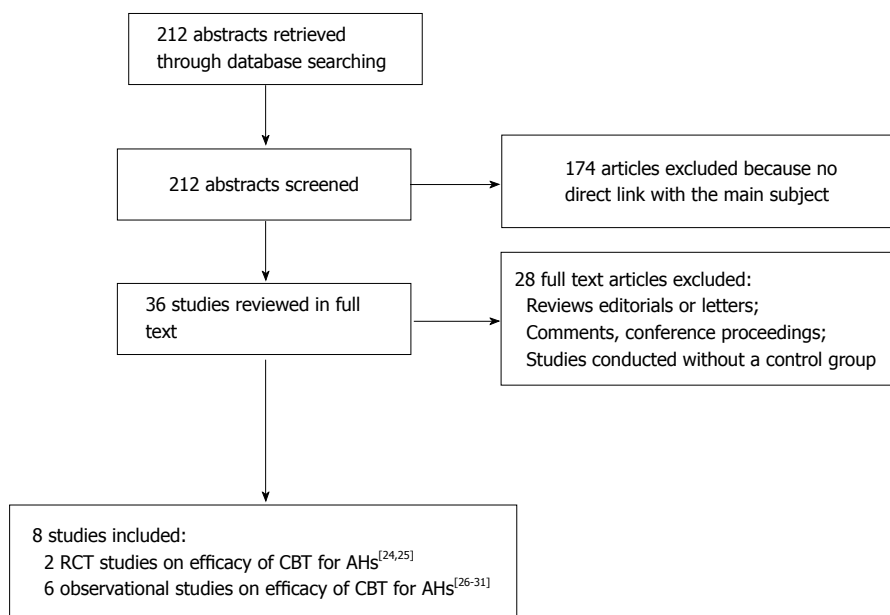 212 abstracts retrieved
through database searching
212 abstracts screened
174 articles excluded because no
direct link with the main subject
36 studies reviewed in full
text
28 full text articles excluded:
Reviews editorials or letters;
Comments, conference proceedings;
Studies conducted without a control group
8 studies included:
2 RCT studies on efficacy of CBT for AHs[24,25]
6 observational studies on efficacy of CBT for AHs[26-31]